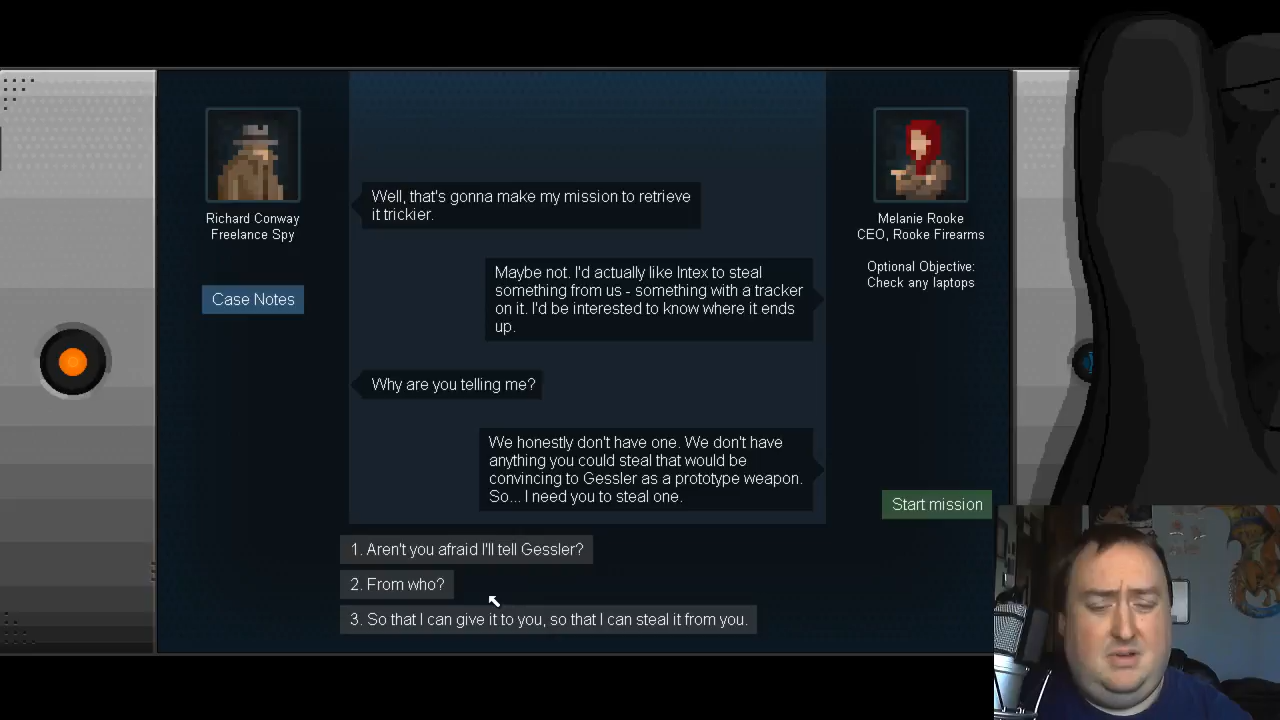 Richard Conway
Freelance Spy
Case Notes
Well, that's gonna make my mission to retrieve
it trickier.
Maybe not. I'd actually like Intex to steal
something from us - something with a tracker
on it. I'd be interested to know where it ends
up.
Why are you telling me?
We honestly don't have one. We don't have
anything you could steal that would be
convincing to Gessler as a prototype weapon.
So... I need you to steal one.
Melanie Rooke
CEO, Rooke Firearms
Optional Objective:
Check any laptops
Start mission
1. Aren't you afraid I'll tell Gessler?
2. From who?
3. So that I can give it to you, so that I can steal it from you.